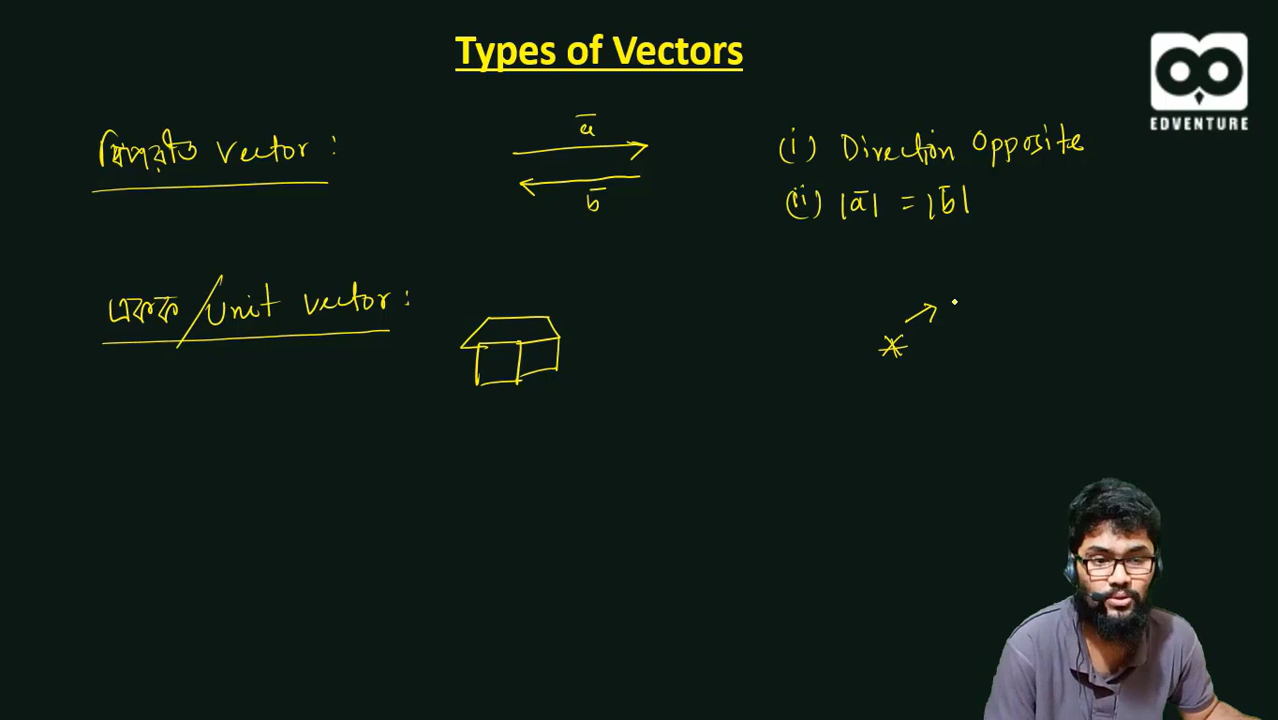 Types of Vectors
EDVENTURE
বিপরীত vector :
a̅
b̅
(i) Direction Opposite
(ii) |a̅| = |b̅|
একক / Unit vector :